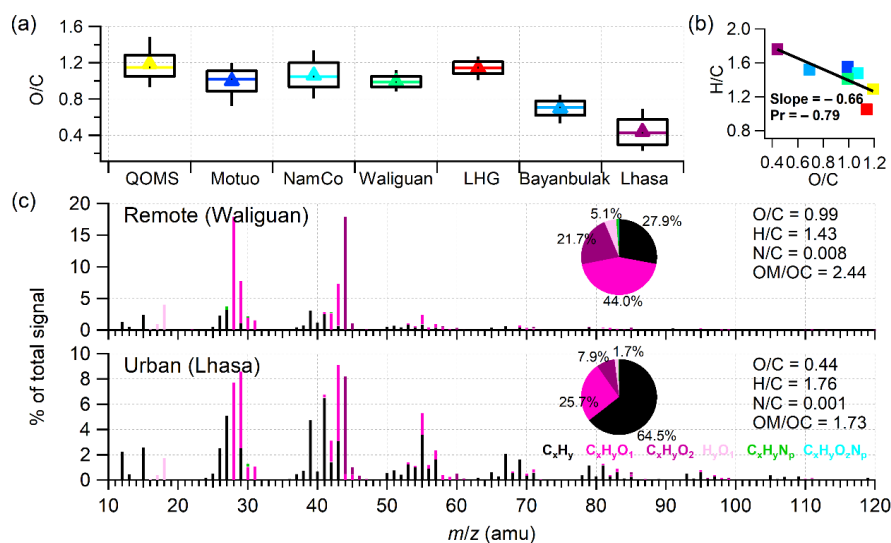 (a)
1.6
1.2
0.8
0.4
O/C
QOMS Motuo NamCo Waliguan LHG Bayanbulak Lhasa
(b)
2.0
1.6
1.2
0.8
H/C
Slope = − 0.66
Pr = − 0.79
0.4 0.6 0.8 1.0 1.2
O/C
(c)
20
15
10
5
0
Remote (Waliguan)
5.1%
27.9%
21.7%
44.0%
O/C = 0.99
H/C = 1.43
N/C = 0.008
OM/OC = 2.44
% of total signal
10
8
6
4
2
0
Urban (Lhasa)
7.9%
1.7%
25.7%
64.5%
O/C = 0.44
H/C = 1.76
N/C = 0.001
OM/OC = 1.73
CxHy CxHyO1 CxHyO2 HyO1 CxHyNp CxHyOzNp
10 20 30 40 50 60 70 80 90 100 110 120
m/z (amu)